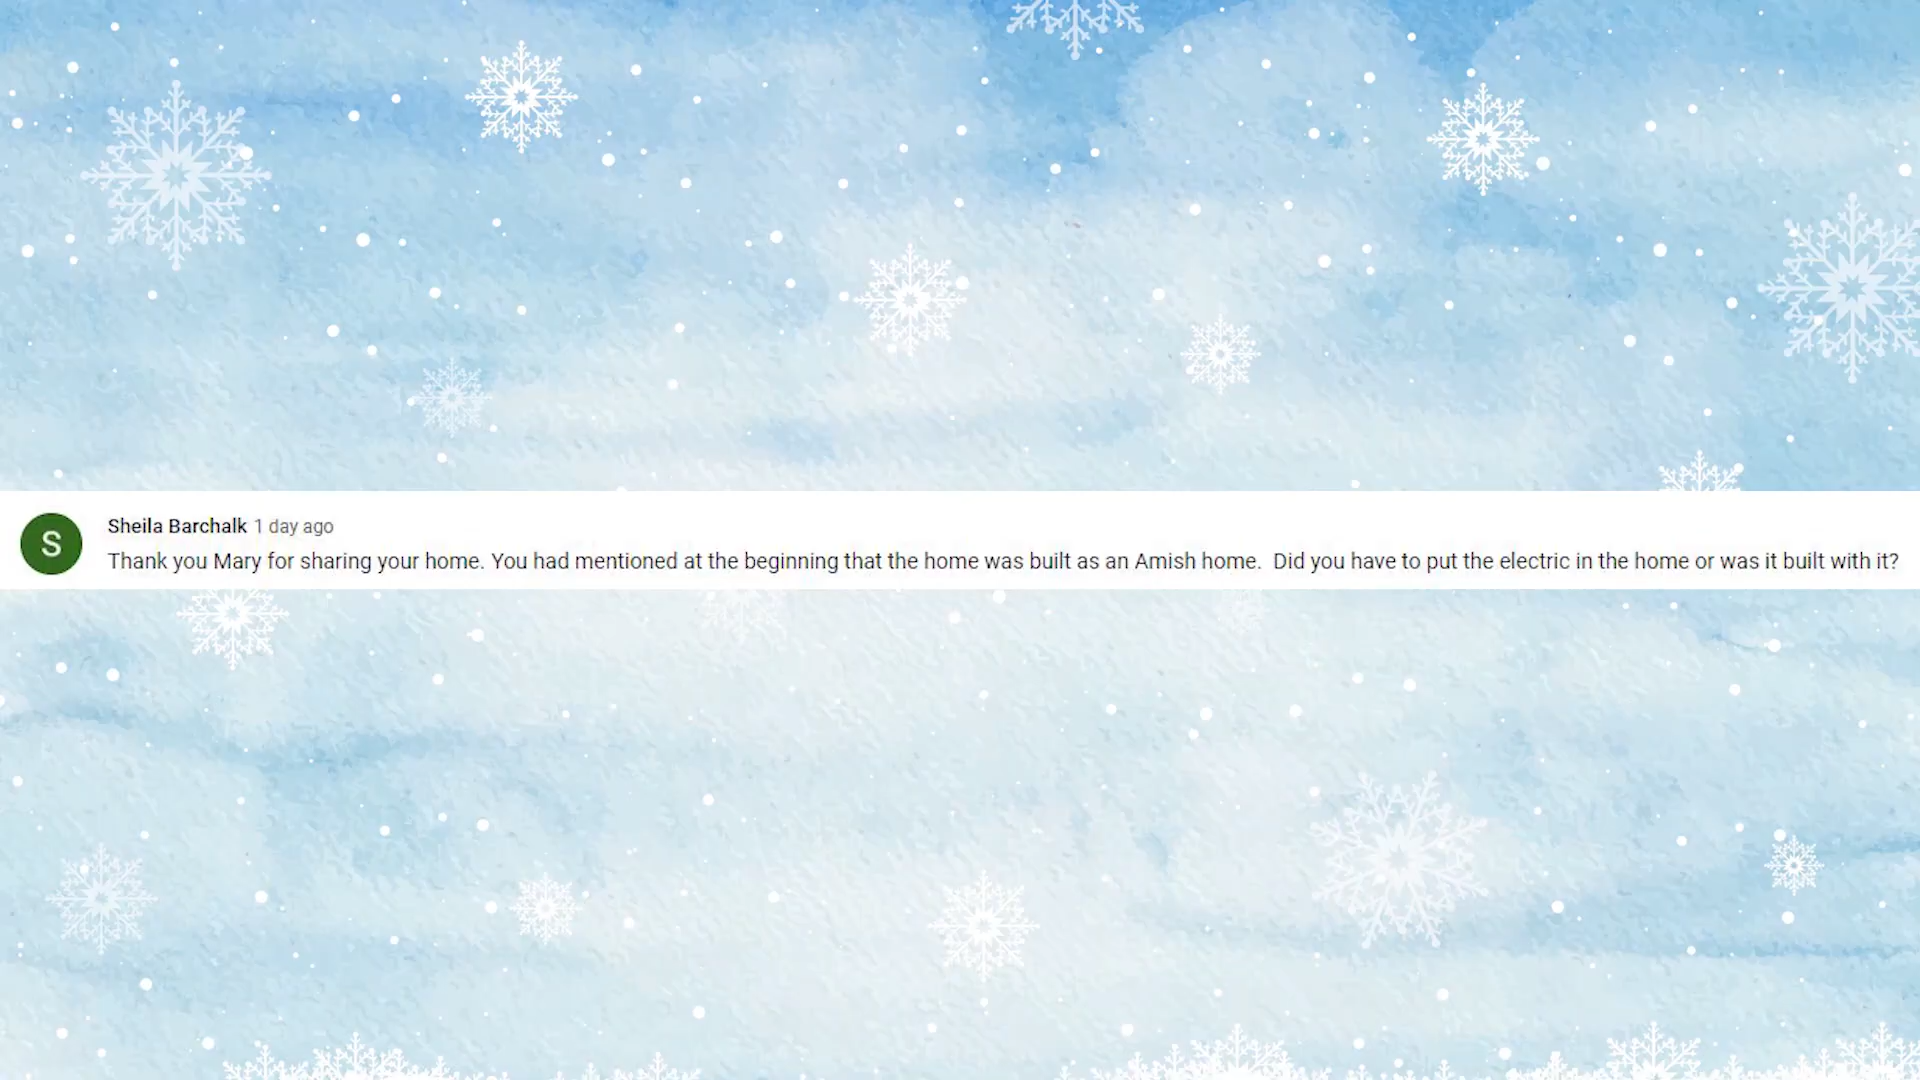 S
Sheila Barchalk 1 day ago
Thank you Mary for sharing your home. You had mentioned at the beginning that the home was built as an Amish home.  Did you have to put the electric in the home or was it built with it?